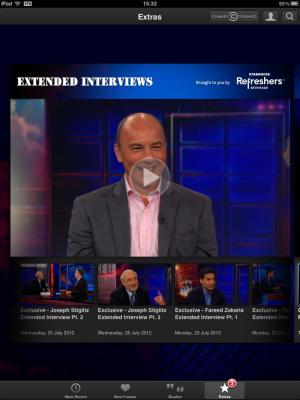 iPad
15:32
93%
Extras
COMEDY CENTRAL
EXTENDED INTERVIEWS
Brought to you by
STARBUCKS
Refreshers
BEVERAGE
Exclusive - Joseph Stiglitz
Extended Interview Pt. 2
Wednesday, 25 July 2012
Exclusive - Joseph Stiglitz
Extended Interview Pt. 3
Wednesday, 25 July 2012
Exclusive - Fareed Zakaria
Extended Interview Pt. 1
Monday, 23 July 2012
Most Recent
Most Popular
Quotes
Extras